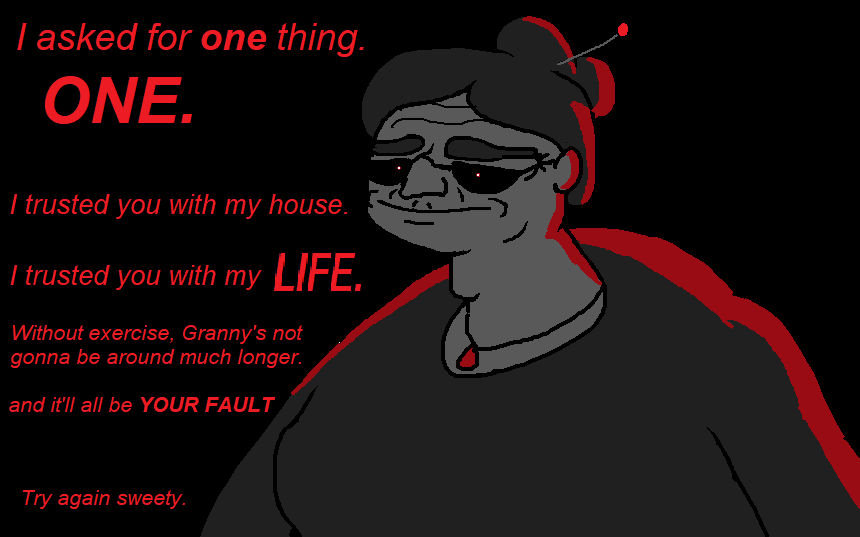 I asked for one thing.
ONE.
I trusted you with my house.
I trusted you with my LIFE.
Without exercise, Granny's not
gonna be around much longer.
and it'll all be YOUR FAULT
Try again sweety.